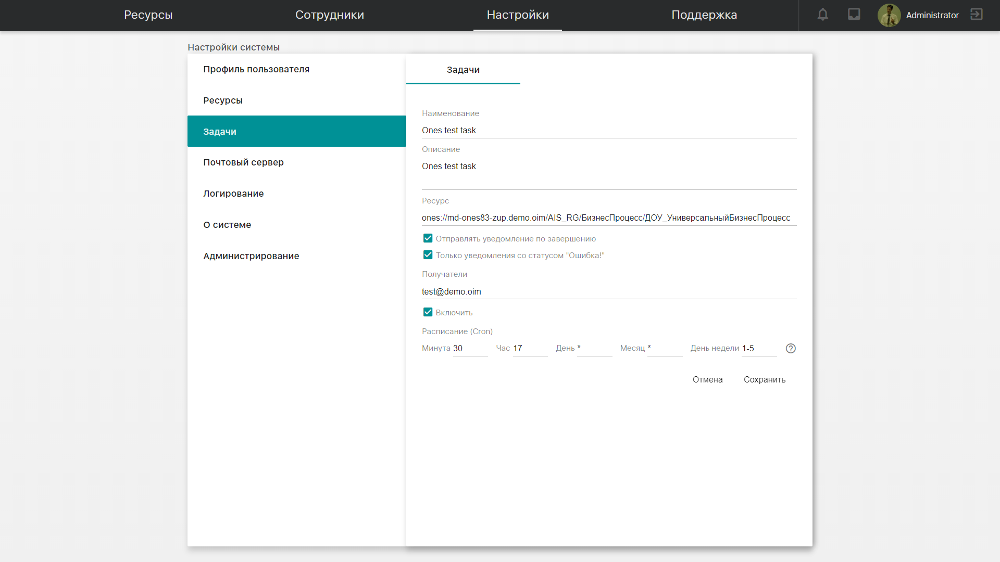 Ресурсы Сотрудники Настройки Поддержка Administrator
Настройки системы
Профиль пользователя
Ресурсы
Задачи
Почтовый сервер
Логирование
О системе
Администрирование
Задачи
Наименование
Ones test task
Описание
Ones test task
Ресурс
ones://md-ones83-zup.demo.oim/AIS_RG/БизнесПроцесс/ДОУ_УниверсальныйБизнесПроцесс
Отправлять уведомление по завершению
Только уведомления со статусом "Ошибка!"
Получатели
test@demo.oim
Включить
Расписание (Cron)
Минута 30 Час 17 День * Месяц * День недели 1-5 ?
Отмена Сохранить